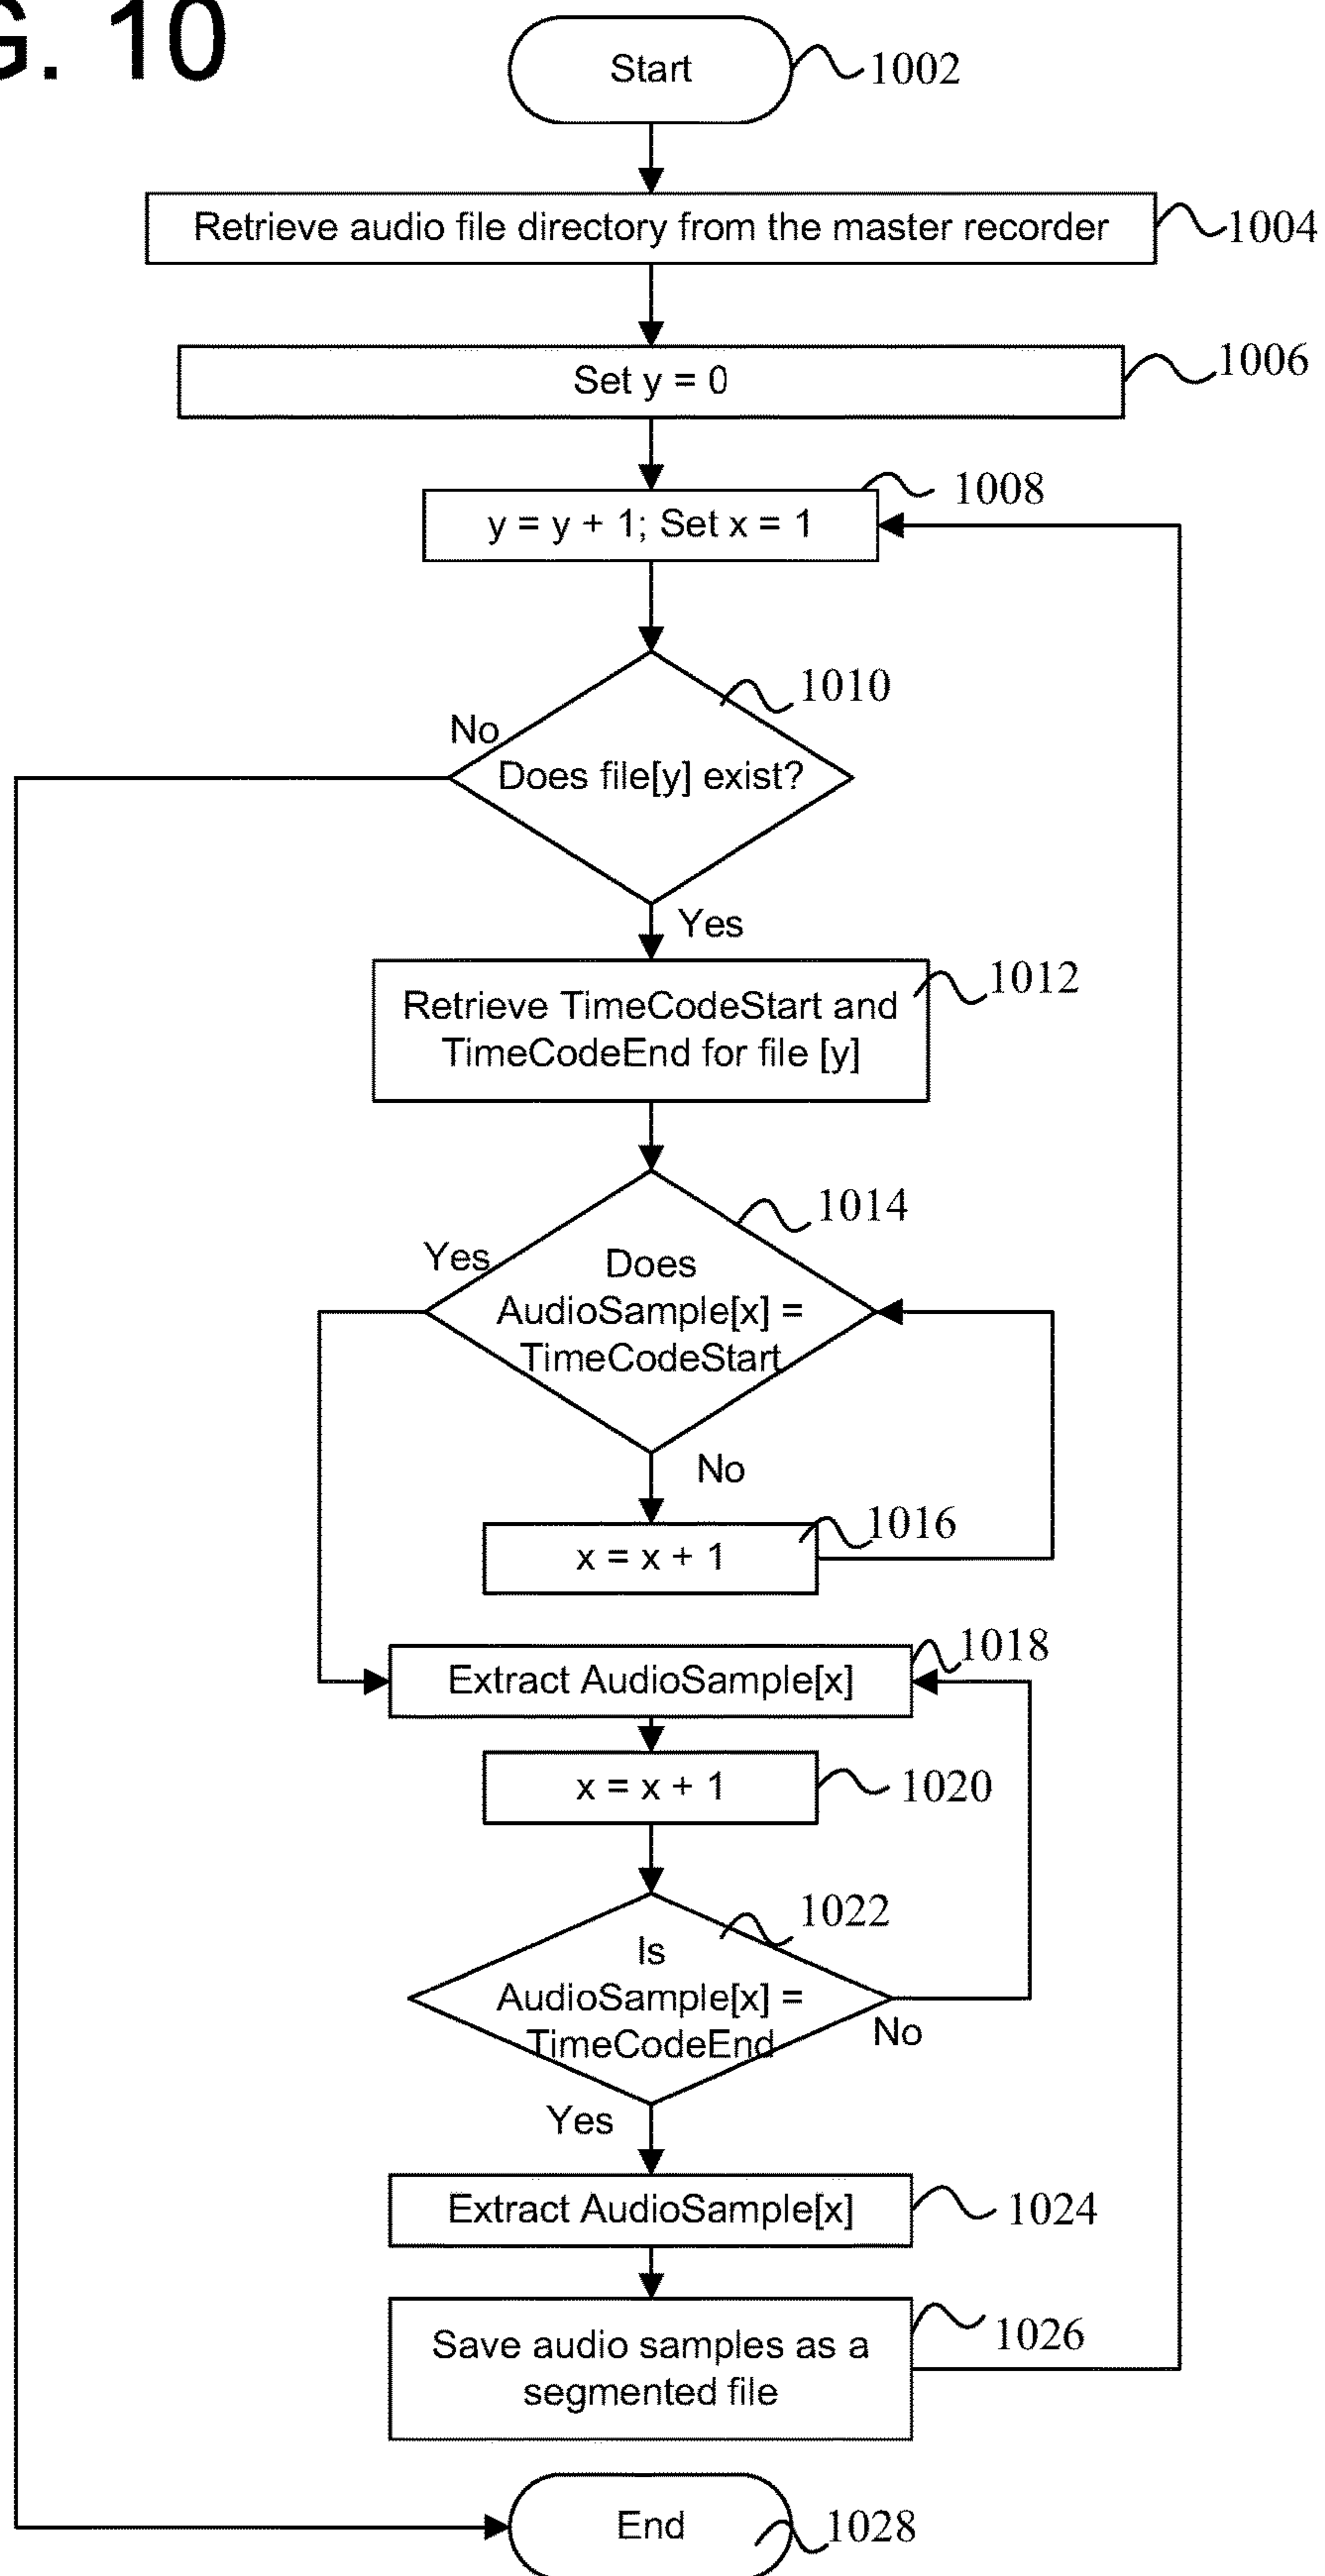 G. 10
Start
1002
Retrieve audio file directory from the master recorder
1004
Set y = 0
1006
y = y + 1; Set x = 1
1008
1010
No
Does file[y] exist?
Yes
Retrieve TimeCodeStart and
TimeCodeEnd for file [y]
1012
1014
Yes
Does
AudioSample[x] =
TimeCodeStart
No
x = x + 1
1016
Extract AudioSample[x]
1018
x = x + 1
1020
1022
Is
AudioSample[x] =
TimeCodeEnd
No
Yes
Extract AudioSample[x]
1024
Save audio samples as a
segmented file
1026
End
1028